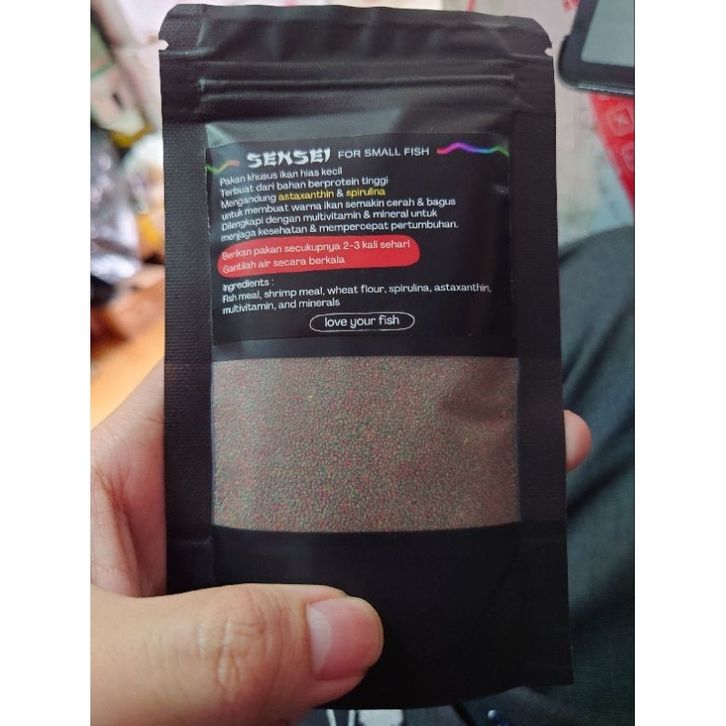 SENSEI FOR SMALL FISH
Pakan khusus ikan hias kecil
Terbuat dari bahan berprotein tinggi
Mengandung astaxanthin & spirulina
untuk membuat warna ikan semakin cerah & bagus
Dilengkapi dengan multivitamin & mineral untuk
menjaga kesehatan & mempercepat pertumbuhan.
Berikan pakan secukupnya 2-3 kali sehari
Gantilah air secara berkala
Ingredients :
Fish meal, shrimp meal, wheat flour, spirulina, astaxanthin,
multivitamin, and minerals
love your fish